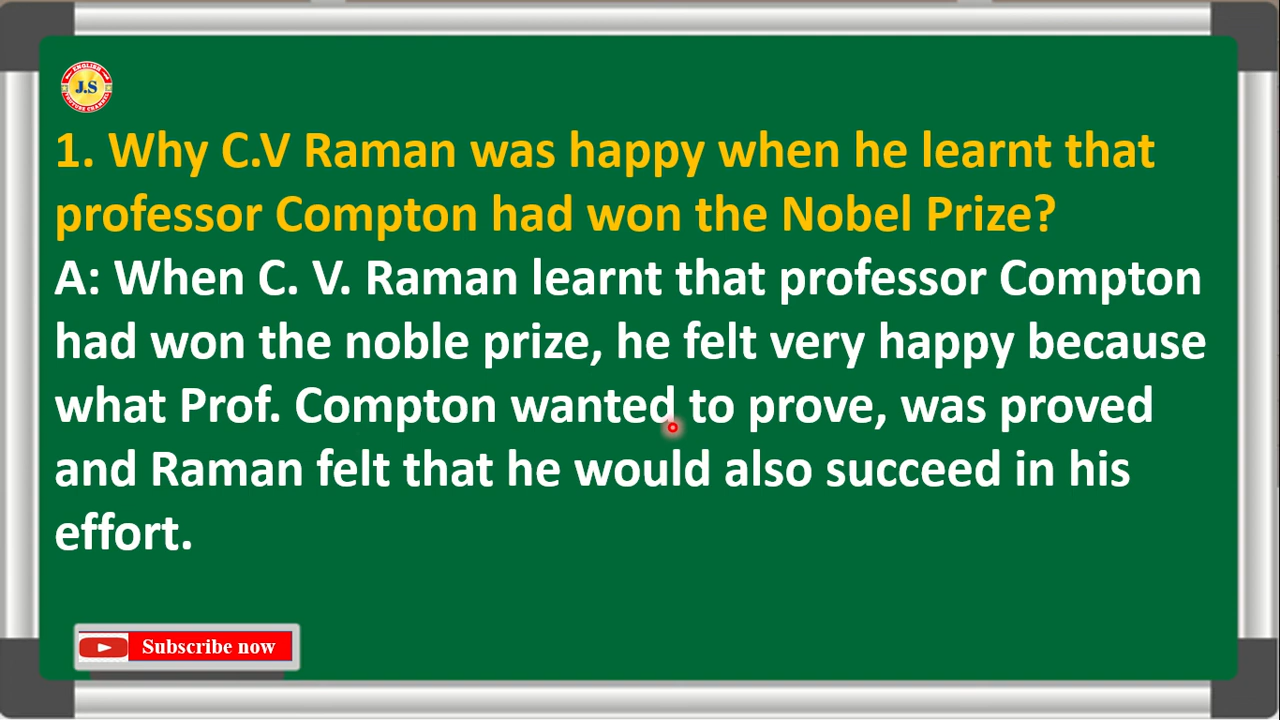 ENGLISH
J.S
1. Why C.V Raman was happy when he learnt that
professor Compton had won the Nobel Prize?
A: When C. V. Raman learnt that professor Compton
had won the noble prize, he felt very happy because
what Prof. Compton wanted to prove, was proved
and Raman felt that he would also succeed in his
effort.
Subscribe now